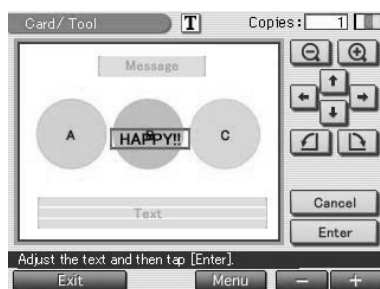 Card/ Tool T Copies: 1
Message
A HAPPY!! B C
Text
Cancel
Enter
Adjust the text and then tap [Enter].
Exit Menu − +